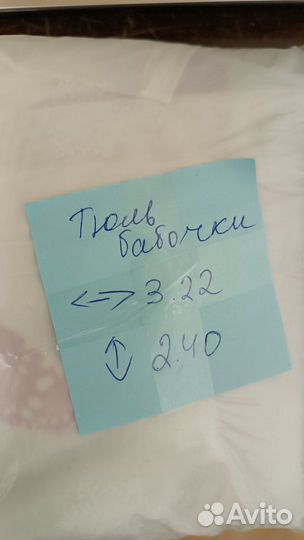 Тюль
бабочки
<=> 3.22
⇕ 2.40
Avito